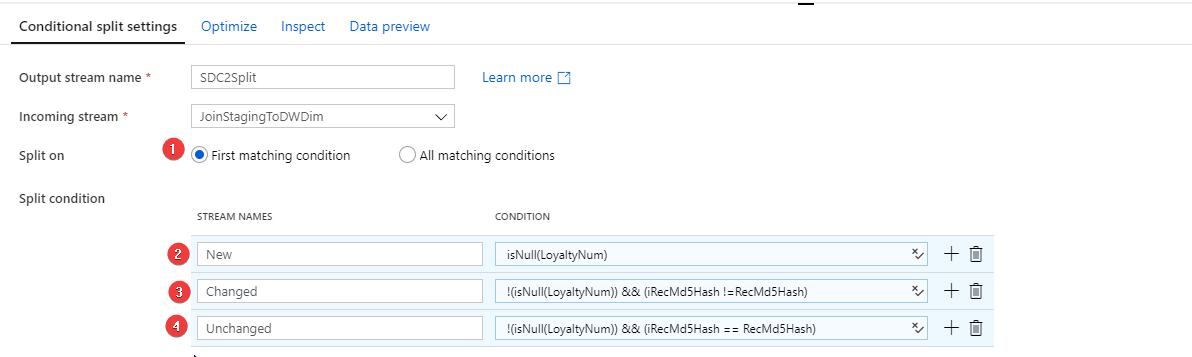 Conditional split settings Optimize Inspect Data preview
Output stream name * SDC2Split Learn more
Incoming stream * JoinStagingToDWDim
Split on 1 First matching condition All matching conditions
Split condition
STREAM NAMES CONDITION
2 New isNull(LoyaltyNum)
3 Changed !(isNull(LoyaltyNum)) && (iRecMd5Hash !=RecMd5Hash)
4 Unchanged !(isNull(LoyaltyNum)) && (iRecMd5Hash == RecMd5Hash)